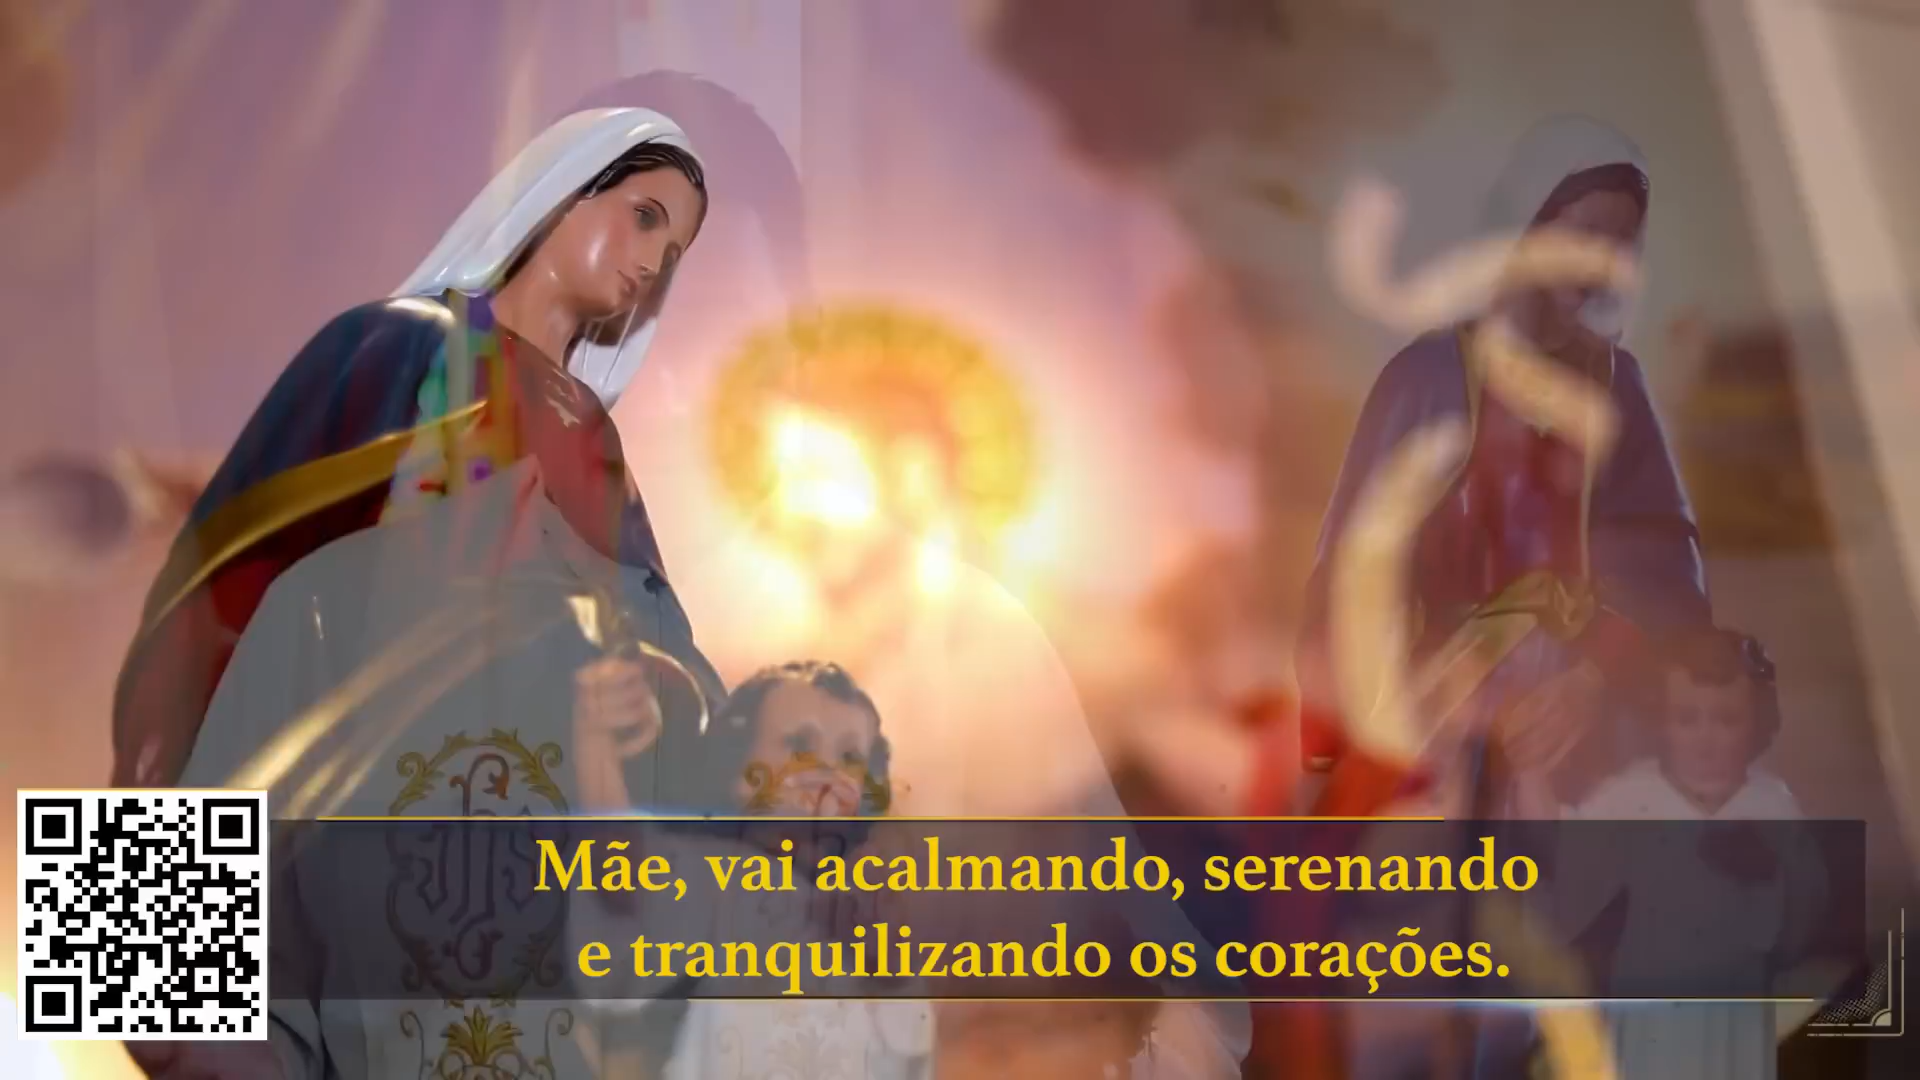 Mãe, vai acalmando, serenando
e tranquilizando os corações.